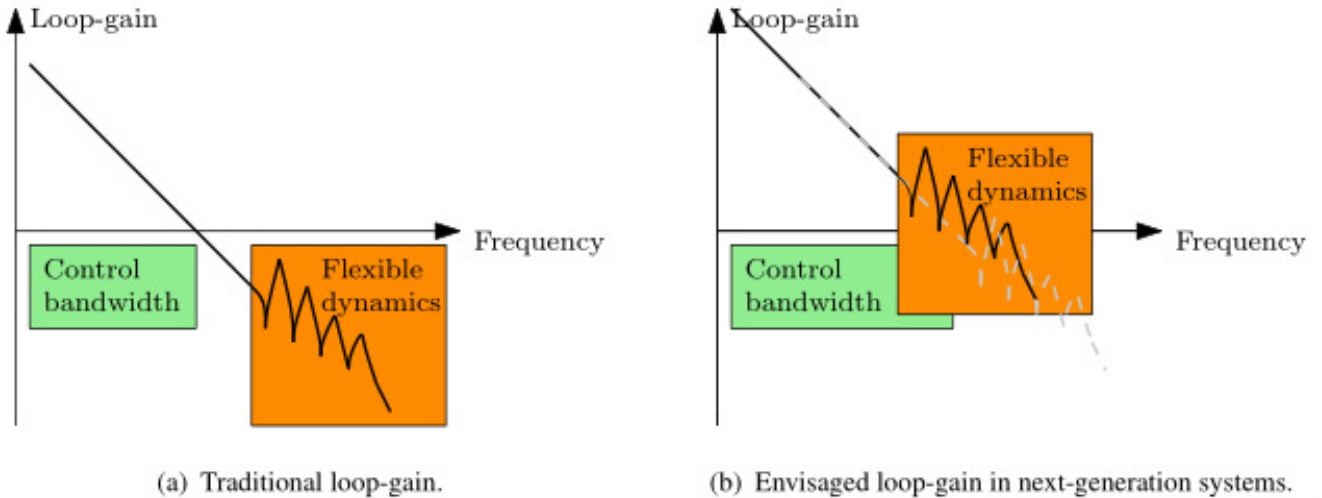 Loop-gain
Flexible
dynamics
Frequency
Control
bandwidth
(a) Traditional loop-gain.
Loop-gain
Flexible
dynamics
Frequency
Control
bandwidth
(b) Envisaged loop-gain in next-generation systems.